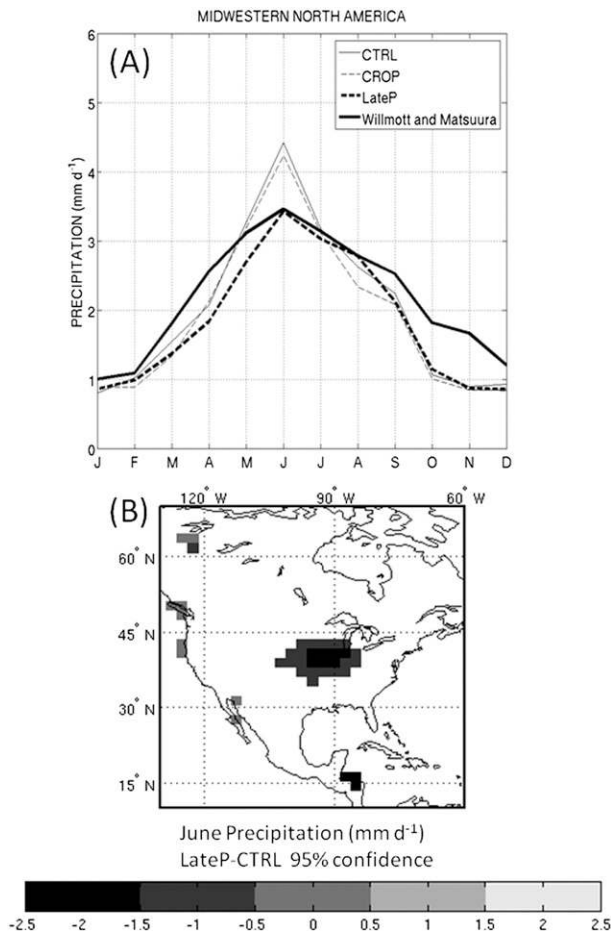 MIDWESTERN NORTH AMERICA
(A)
CTRL
CROP
LateP
Willmott and Matsuura
PRECIPITATION (mm d⁻¹)
6
5
4
3
2
1
0
J F M A M J J A S O N D
(B)
120° W 90° W 60° W
60° N
45° N
30° N
15° N
June Precipitation (mm d⁻¹)
LateP-CTRL 95% confidence
-2.5 -2 -1.5 -1 -0.5 0 0.5 1 1.5 2 2.5